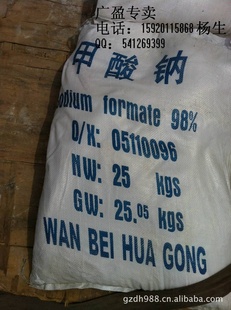 广盈专卖
电话：15920115868 杨生
QQ：541269399
甲酸钠
Sodium formate 98%
D/K: 05110096
NW: 25 kgs
GW: 25.05 kgs
WAN BEI HUA GONG
gzdh988.cn.alibaba.com